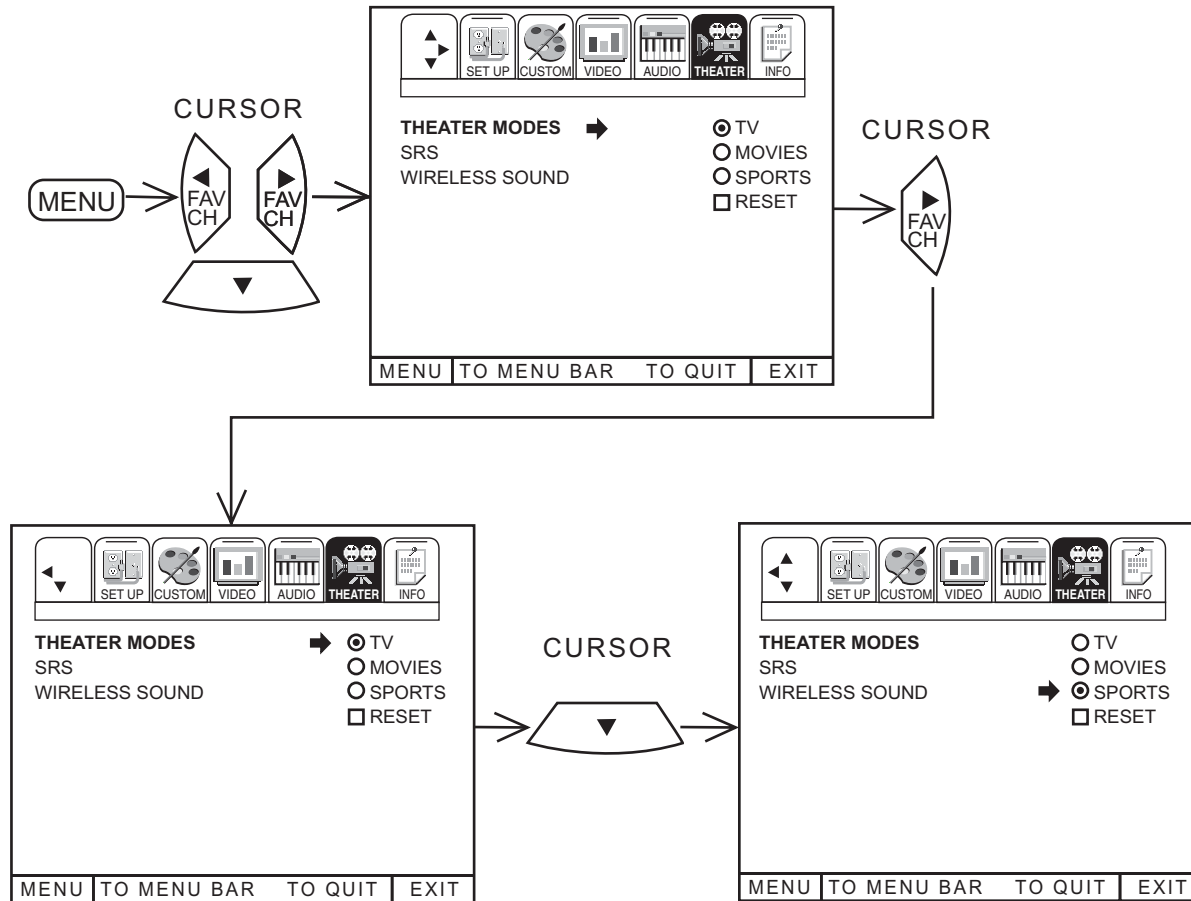 SET UP CUSTOM VIDEO AUDIO THEATER INFO
CURSOR
MENU
FAV CH
FAV CH
THEATER MODES
SRS
WIRELESS SOUND
TV
MOVIES
SPORTS
RESET
MENU TO MENU BAR TO QUIT EXIT
CURSOR
FAV CH
SET UP CUSTOM VIDEO AUDIO THEATER INFO
THEATER MODES
SRS
WIRELESS SOUND
TV
MOVIES
SPORTS
RESET
MENU TO MENU BAR TO QUIT EXIT
CURSOR
SET UP CUSTOM VIDEO AUDIO THEATER INFO
THEATER MODES
SRS
WIRELESS SOUND
TV
MOVIES
SPORTS
RESET
MENU TO MENU BAR TO QUIT EXIT